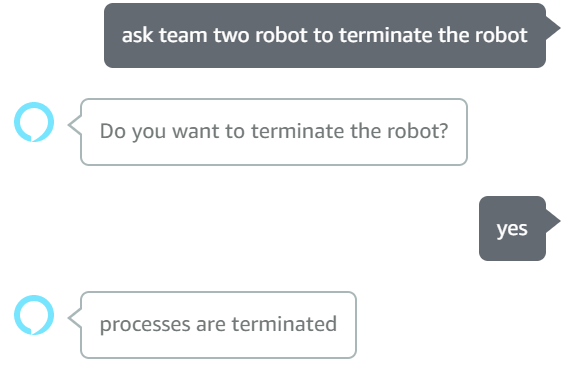 ask team two robot to terminate the robot
Do you want to terminate the robot?
yes
processes are terminated